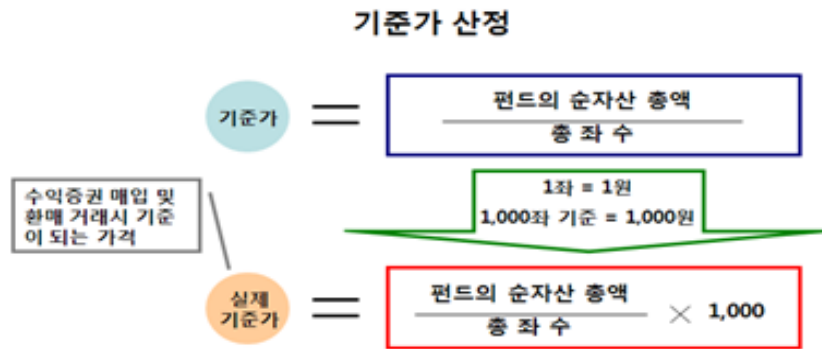 기준가 산정
기준가
펀드의 순자산 총액
총 좌 수
수익증권 매입 및
환매 거래시 기준
이 되는 가격
1좌 = 1원
1,000좌 기준 = 1,000원
실제
기준가
펀드의 순자산 총액
총 좌 수
× 1,000